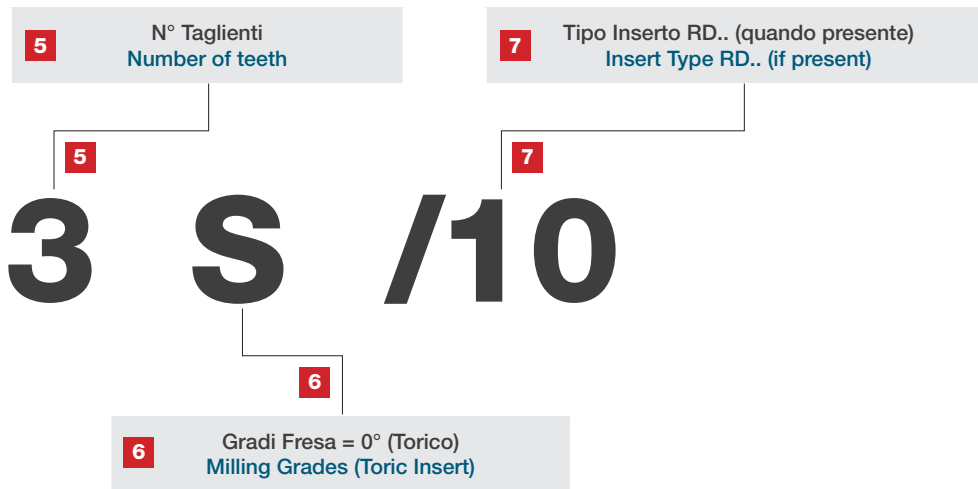 5
N° Taglienti
Number of teeth
7
Tipo Inserto RD.. (quando presente)
Insert Type RD.. (if present)
5
7
3 S /10
6
6
Gradi Fresa = 0° (Torico)
Milling Grades (Toric Insert)